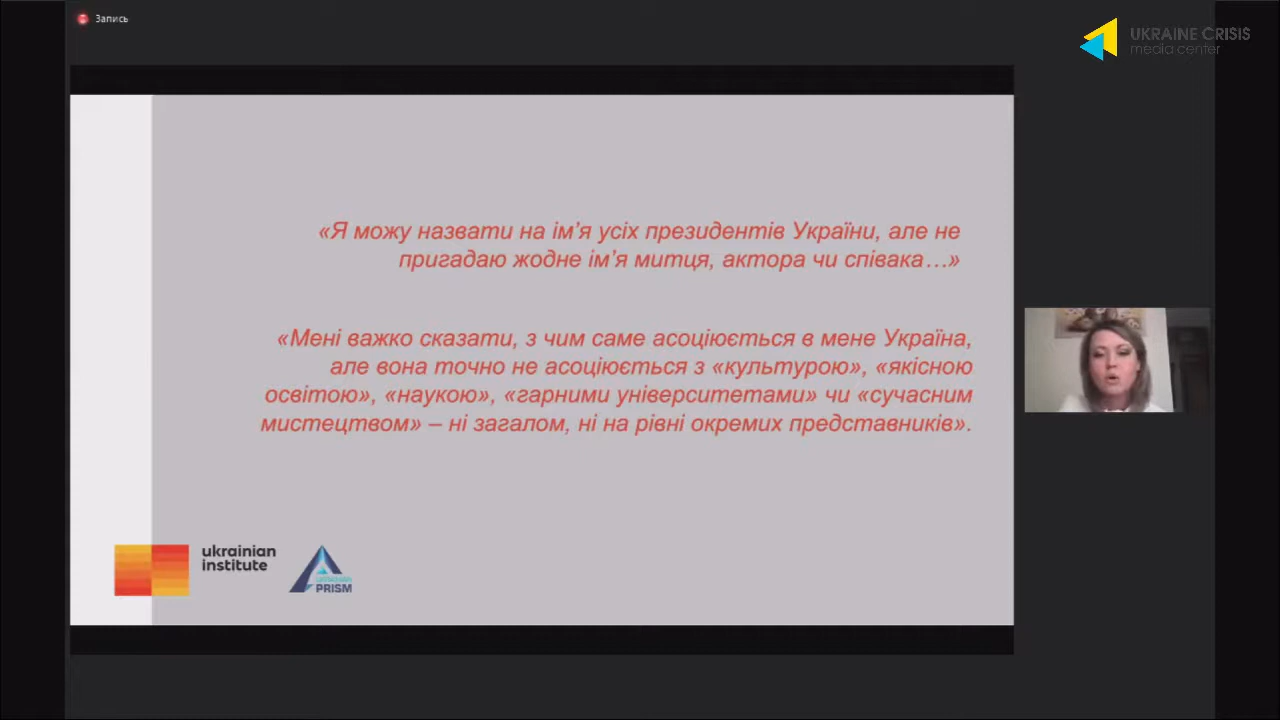 Запись
UKRAINE CRISIS
media center
«Я можу назвати на ім’я усіх президентів України, але не
пригадаю жодне ім’я митця, актора чи співака…»
«Мені важко сказати, з чим саме асоціюється в мене Україна,
але вона точно не асоціюється з «культурою», «якісною
освітою», «наукою», «гарними університетами» чи «сучасним
мистецтвом» – ні загалом, ні на рівні окремих представників».
ukrainian
institute
UKRAINIAN
PRISM